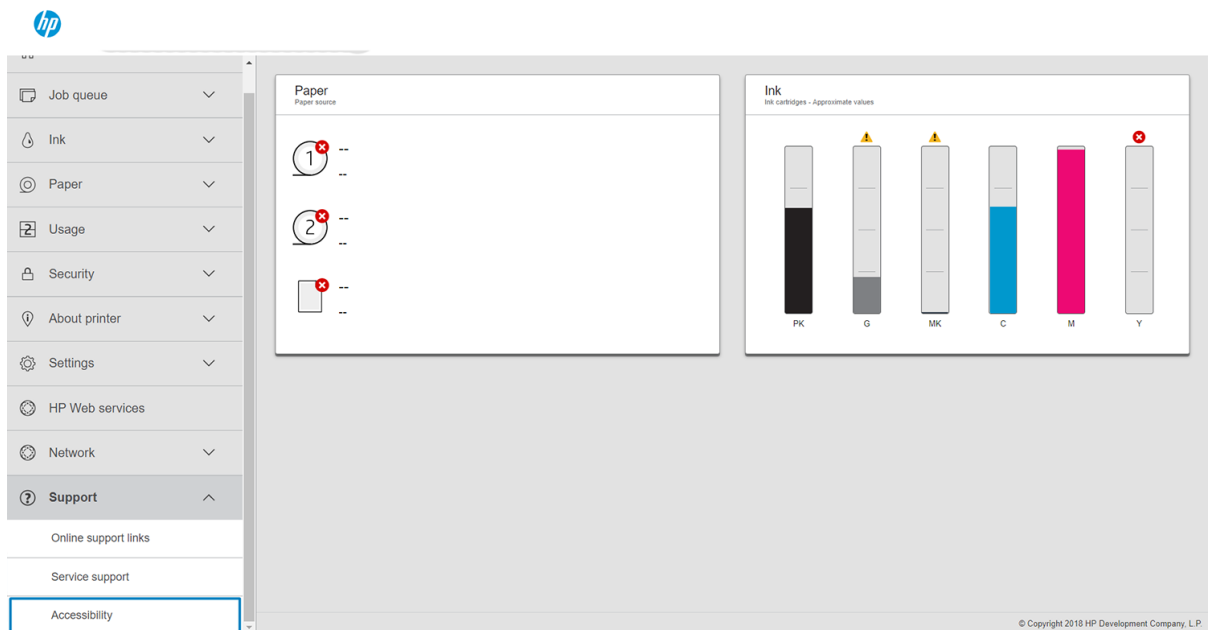 hp
Job queue
Ink
Paper
2 Usage
Security
About printer
Settings
HP Web services
Network
? Support
Online support links
Service support
Accessibility
Paper
Paper source
1 --
--
2 --
--
--
--
Ink
Ink cartridges - Approximate values
PK G MK C M Y
© Copyright 2018 HP Development Company, L.P.